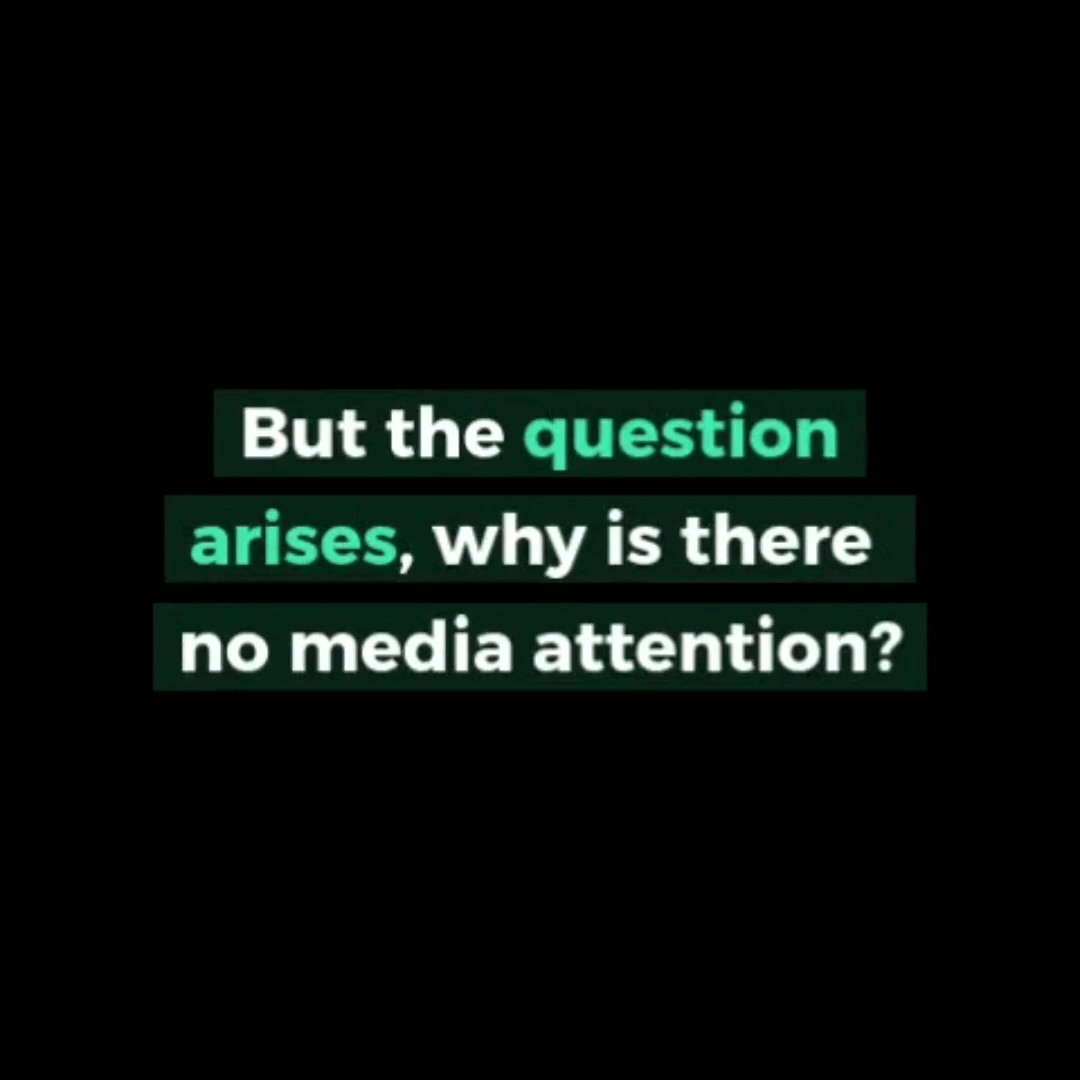 But the question
arises, why is there
no media attention?